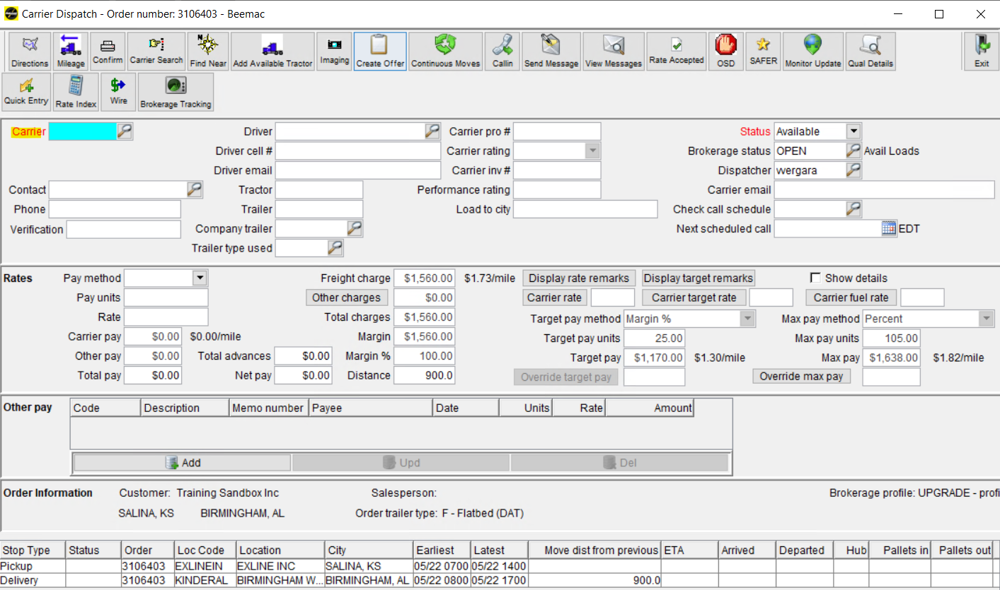 Carrier Dispatch - Order number: 3106403 - Beemac
Directions Mileage Confirm Carrier Search Find Near Add Available Tractor Imaging Create Offer Continuous Moves Callin Send Message View Messages Rate Accepted OSD SAFER Monitor Update Qual Details Exit
Quick Entry Rate Index Wire Brokerage Tracking
Carrier Driver Carrier pro # Status Available
Driver cell # Carrier rating Brokerage status OPEN Avail Loads
Driver email Carrier inv # Dispatcher wergara
Contact Tractor Performance rating Carrier email
Phone Trailer Load to city Check call schedule
Verification Company trailer Next scheduled call EDT
Trailer type used
Rates Pay method Freight charge $1,560.00 $1.73/mile Display rate remarks Display target remarks Show details
Pay units Other charges $0.00 Carrier rate Carrier target rate Carrier fuel rate
Rate Total charges $1,560.00 Target pay method Margin % Max pay method Percent
Carrier pay $0.00 $0.00/mile Margin $1,560.00 Target pay units 25.00 Max pay units 105.00
Other pay $0.00 Total advances $0.00 Margin % 100.00 Target pay $1,170.00 $1.30/mile Max pay $1,638.00 $1.82/mile
Total pay $0.00 Net pay $0.00 Distance 900.0 Override target pay Override max pay
Other pay Code Description Memo number Payee Date Units Rate Amount
Add Upd Del
Order Information Customer: Training Sandbox Inc Salesperson: Brokerage profile: UPGRADE - profi
SALINA, KS BIRMINGHAM, AL Order trailer type: F - Flatbed (DAT)
Stop Type Status Order Loc Code Location City Earliest Latest Move dist from previous ETA Arrived Departed Hub Pallets in Pallets out
Pickup 3106403 EXLINEIN EXLINE INC SALINA, KS 05/22 0700 05/22 1400
Delivery 3106403 KINDERAL BIRMINGHAM W... BIRMINGHAM, AL 05/22 0800 05/22 1700 900.0